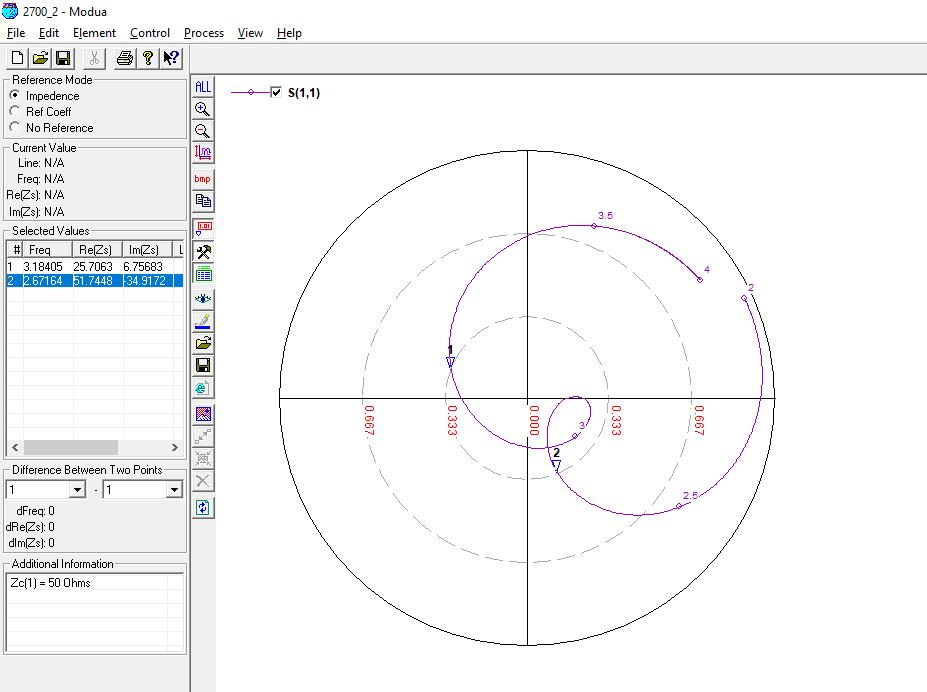 2700_2 - Modua
File Edit Element Control Process View Help
Reference Mode
Impedence
Ref Coeff
No Reference
Current Value
Line: N/A
Freq: N/A
Re(Zs): N/A
Im(Zs): N/A
Selected Values
# Freq Re(Zs) Im(Zs) L
1 3.18405 25.7063 6.75683
2 2.67164 51.7448 -34.9172
Difference Between Two Points
1 - 1
dFreq: 0
dRe(Zs): 0
dIm(Zs): 0
Additional Information
Zc(1) = 50 Ohms
ALL
bmp
1.01
S(1,1)
3.5
4
2
1
0.667 0.333 0.000 0.333 0.667
3
2
2.5